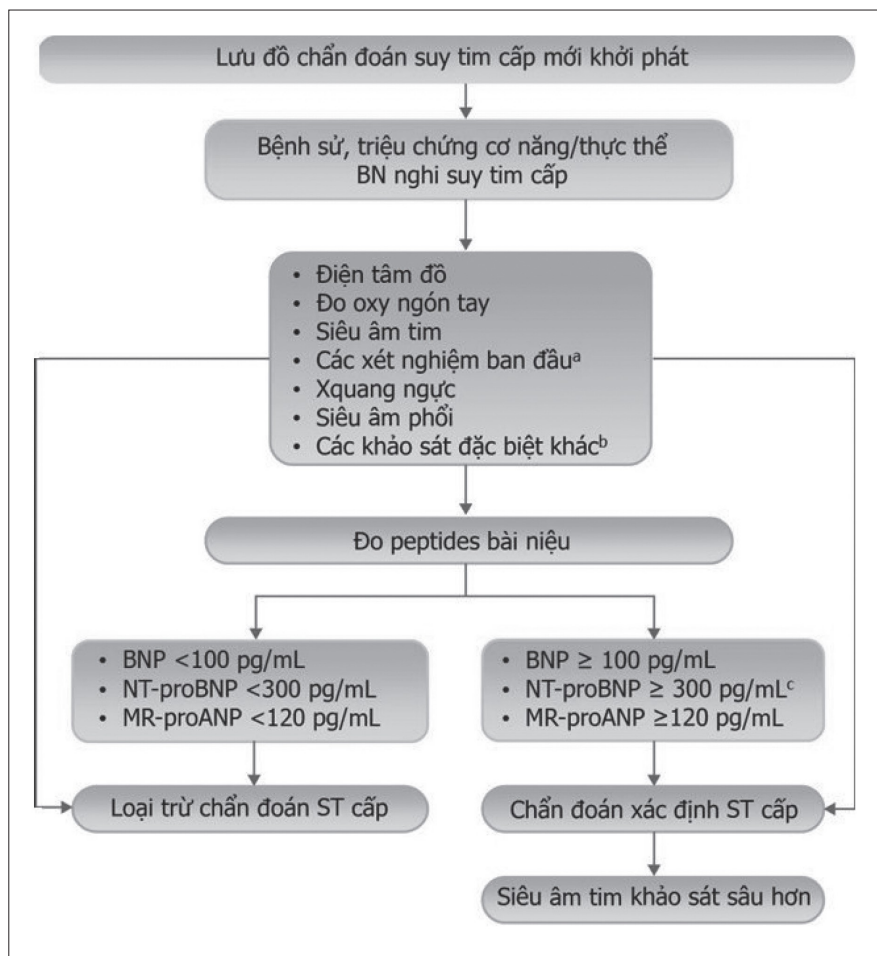 Lưu đồ chẩn đoán suy tim cấp mới khởi phát
Bệnh sử, triệu chứng cơ năng/thực thể
BN nghi suy tim cấp
• Điện tâm đồ
• Đo oxy ngón tay
• Siêu âm tim
• Các xét nghiệm ban đầuᵃ
• Xquang ngực
• Siêu âm phổi
• Các khảo sát đặc biệt khácᵇ
Đo peptides bài niệu
• BNP <100 pg/mL
• NT-proBNP <300 pg/mL
• MR-proANP <120 pg/mL
• BNP ≥ 100 pg/mL
• NT-proBNP ≥ 300 pg/mLᶜ
• MR-proANP ≥120 pg/mL
Loại trừ chẩn đoán ST cấp
Chẩn đoán xác định ST cấp
Siêu âm tim khảo sát sâu hơn